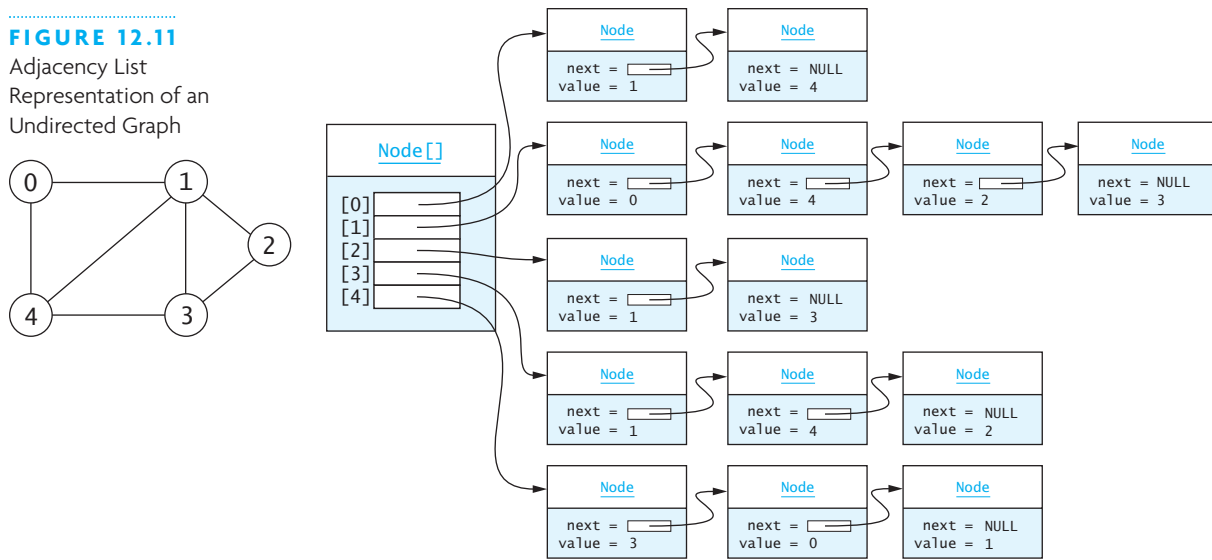 FIGURE 12.11
Adjacency List
Representation of an
Undirected Graph
0
1
2
4
3
Node[]
[0]
[1]
[2]
[3]
[4]
Node
next =
value = 1
Node
next = NULL
value = 4
Node
next =
value = 0
Node
next =
value = 4
Node
next =
value = 2
Node
next = NULL
value = 3
Node
next =
value = 1
Node
next = NULL
value = 3
Node
next =
value = 1
Node
next =
value = 4
Node
next = NULL
value = 2
Node
next =
value = 3
Node
next =
value = 0
Node
next = NULL
value = 1